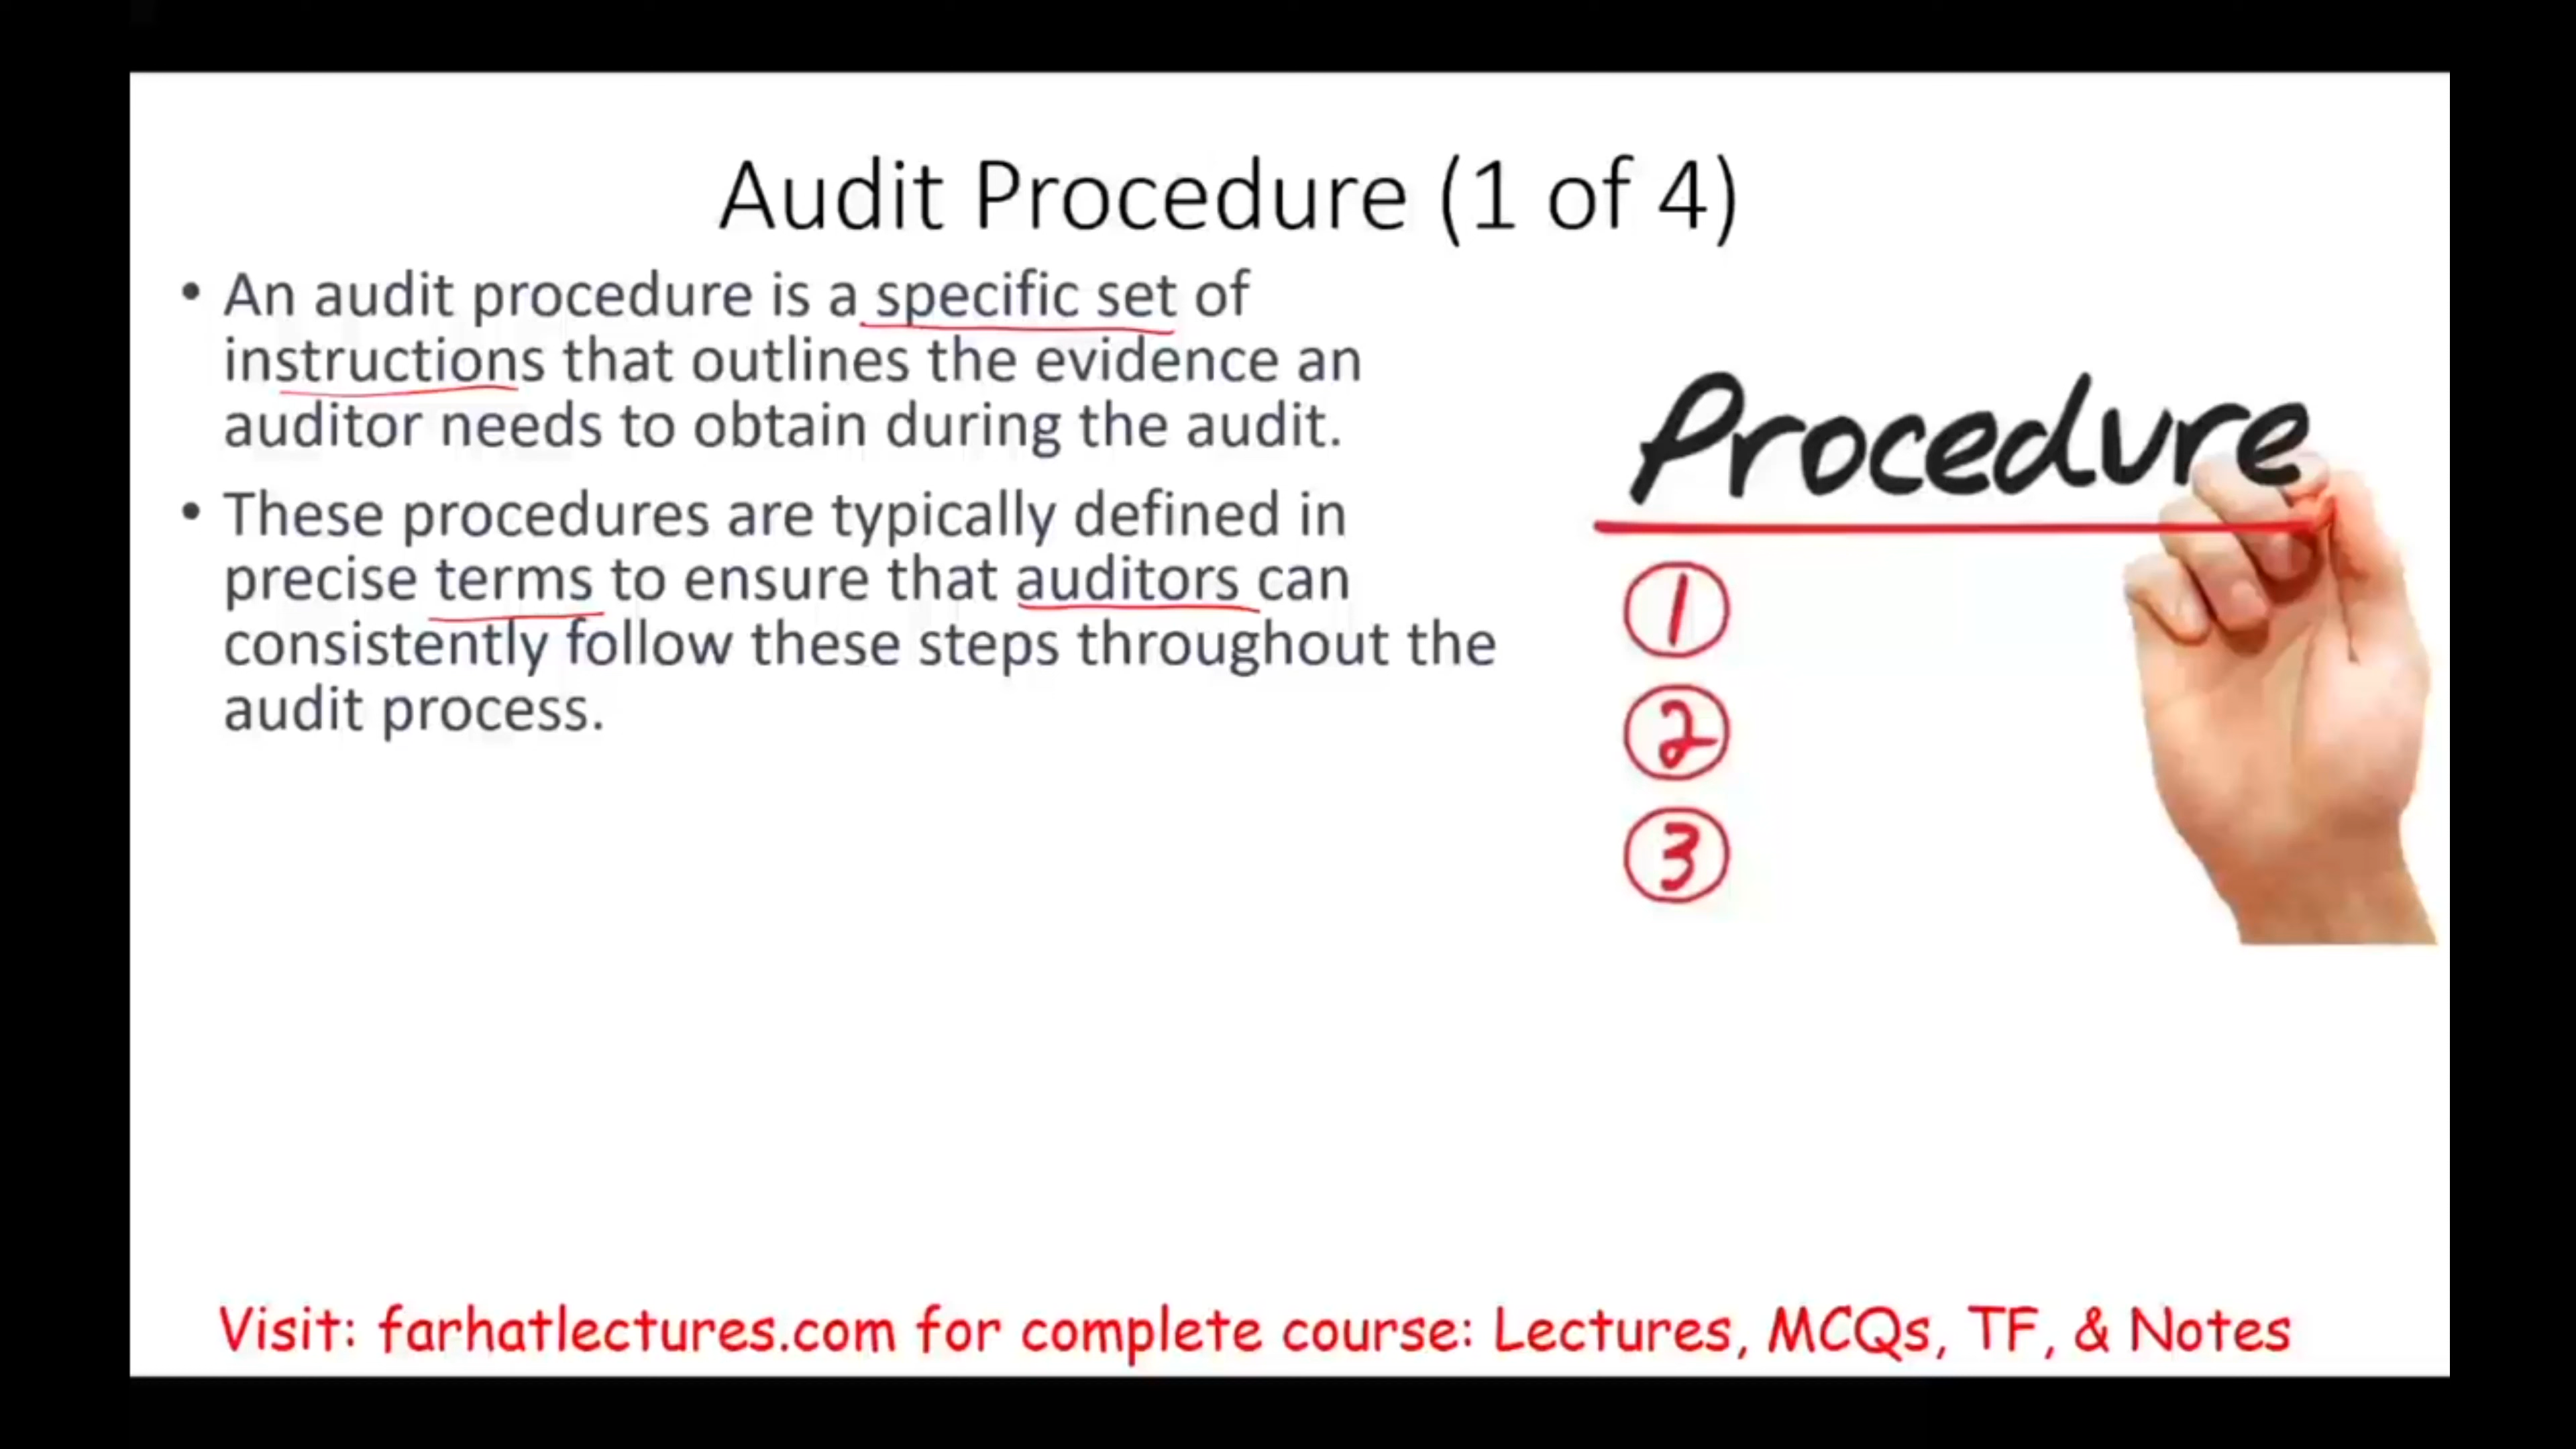 Audit Procedure (1 of 4)
• An audit procedure is a specific set of
instructions that outlines the evidence an
auditor needs to obtain during the audit.
• These procedures are typically defined in
precise terms to ensure that auditors can
consistently follow these steps throughout the
audit process.
Procedure
1
2
3
Visit: farhatlectures.com for complete course: Lectures, MCQs, TF, & Notes